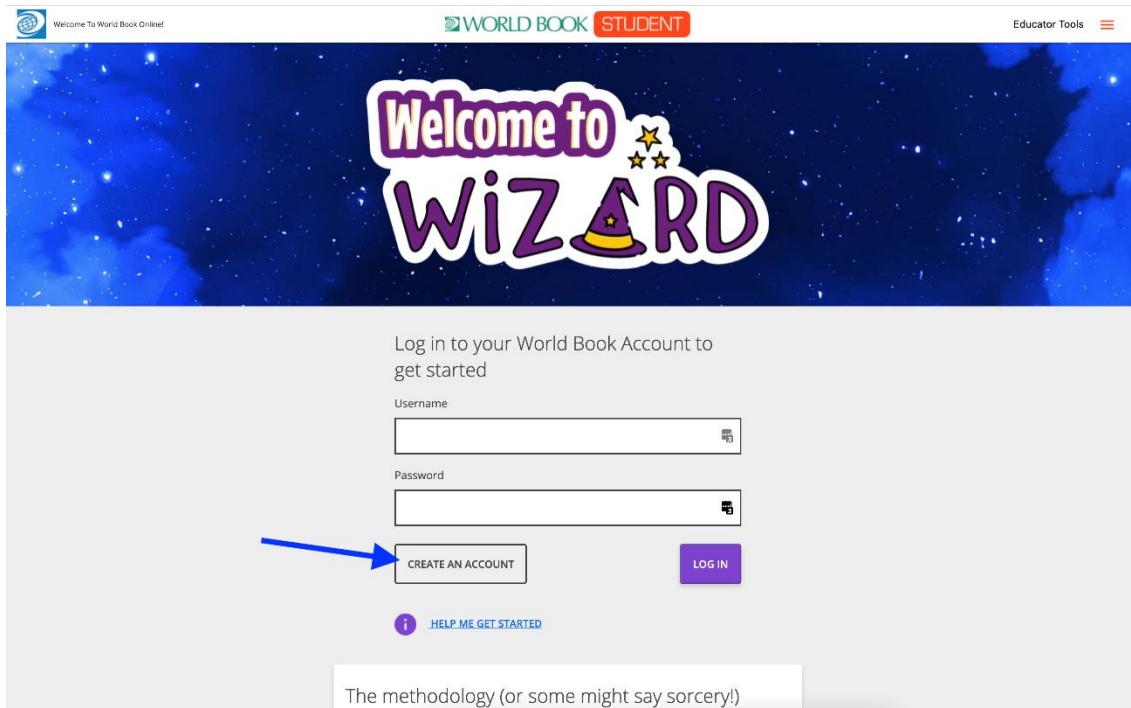 Welcome To World Book Online!
WORLD BOOK STUDENT
Educator Tools
Welcome to
WiZARD
Log in to your World Book Account to
get started
Username
Password
CREATE AN ACCOUNT
LOG IN
i
HELP ME GET STARTED
The methodology (or some might say sorcery!)